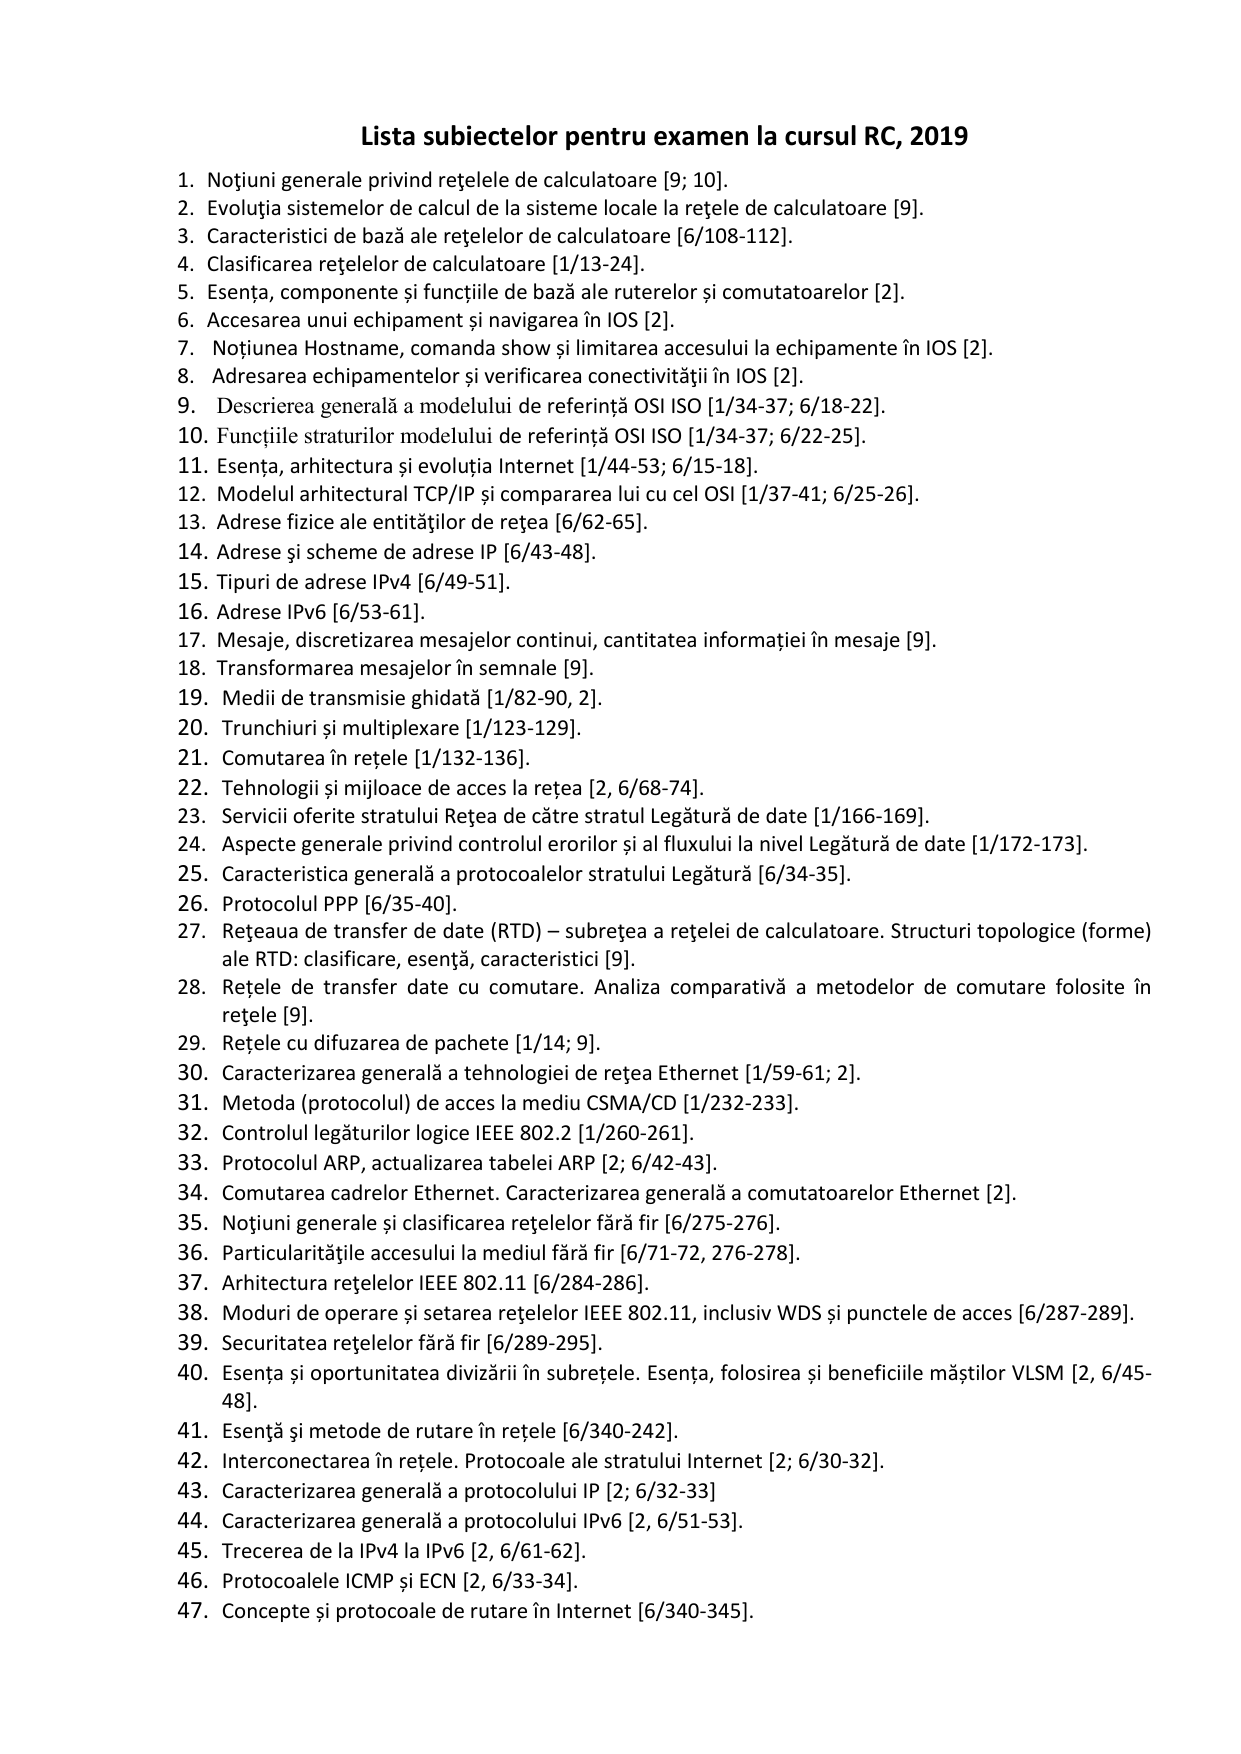 Lista subiectelor pentru examen la cursul RC, 2019
1. Noţiuni generale privind reţelele de calculatoare [9; 10].
2. Evoluţia sistemelor de calcul de la sisteme locale la reţele de calculatoare [9].
3. Caracteristici de bază ale reţelelor de calculatoare [6/108-112].
4. Clasificarea reţelelor de calculatoare [1/13-24].
5. Esența, componente și funcțiile de bază ale ruterelor și comutatoarelor [2].
6. Accesarea unui echipament și navigarea în IOS [2].
7. Noțiunea Hostname, comanda show și limitarea accesului la echipamente în IOS [2].
8. Adresarea echipamentelor și verificarea conectivităţii în IOS [2].
9. Descrierea generală a modelului de referință OSI ISO [1/34-37; 6/18-22].
10. Funcțiile straturilor modelului de referință OSI ISO [1/34-37; 6/22-25].
11. Esența, arhitectura și evoluția Internet [1/44-53; 6/15-18].
12. Modelul arhitectural TCP/IP și compararea lui cu cel OSI [1/37-41; 6/25-26].
13. Adrese fizice ale entităţilor de reţea [6/62-65].
14. Adrese şi scheme de adrese IP [6/43-48].
15. Tipuri de adrese IPv4 [6/49-51].
16. Adrese IPv6 [6/53-61].
17. Mesaje, discretizarea mesajelor continui, cantitatea informației în mesaje [9].
18. Transformarea mesajelor în semnale [9].
19. Medii de transmisie ghidată [1/82-90, 2].
20. Trunchiuri și multiplexare [1/123-129].
21. Comutarea în rețele [1/132-136].
22. Tehnologii și mijloace de acces la rețea [2, 6/68-74].
23. Servicii oferite stratului Reţea de către stratul Legătură de date [1/166-169].
24. Aspecte generale privind controlul erorilor și al fluxului la nivel Legătură de date [1/172-173].
25. Caracteristica generală a protocoalelor stratului Legătură [6/34-35].
26. Protocolul PPP [6/35-40].
27. Reţeaua de transfer de date (RTD) – subreţea a reţelei de calculatoare. Structuri topologice (forme)
ale RTD: clasificare, esenţă, caracteristici [9].
28. Rețele de transfer date cu comutare. Analiza comparativă a metodelor de comutare folosite în
reţele [9].
29. Rețele cu difuzarea de pachete [1/14; 9].
30. Caracterizarea generală a tehnologiei de reţea Ethernet [1/59-61; 2].
31. Metoda (protocolul) de acces la mediu CSMA/CD [1/232-233].
32. Controlul legăturilor logice IEEE 802.2 [1/260-261].
33. Protocolul ARP, actualizarea tabelei ARP [2; 6/42-43].
34. Comutarea cadrelor Ethernet. Caracterizarea generală a comutatoarelor Ethernet [2].
35. Noţiuni generale și clasificarea reţelelor fără fir [6/275-276].
36. Particularităţile accesului la mediul fără fir [6/71-72, 276-278].
37. Arhitectura reţelelor IEEE 802.11 [6/284-286].
38. Moduri de operare și setarea reţelelor IEEE 802.11, inclusiv WDS și punctele de acces [6/287-289].
39. Securitatea reţelelor fără fir [6/289-295].
40. Esența și oportunitatea divizării în subrețele. Esența, folosirea și beneficiile măștilor VLSM [2, 6/45-
48].
41. Esenţă şi metode de rutare în rețele [6/340-242].
42. Interconectarea în rețele. Protocoale ale stratului Internet [2; 6/30-32].
43. Caracterizarea generală a protocolului IP [2; 6/32-33]
44. Caracterizarea generală a protocolului IPv6 [2, 6/51-53].
45. Trecerea de la IPv4 la IPv6 [2, 6/61-62].
46. Protocoalele ICMP și ECN [2, 6/33-34].
47. Concepte și protocoale de rutare în Internet [6/340-345].